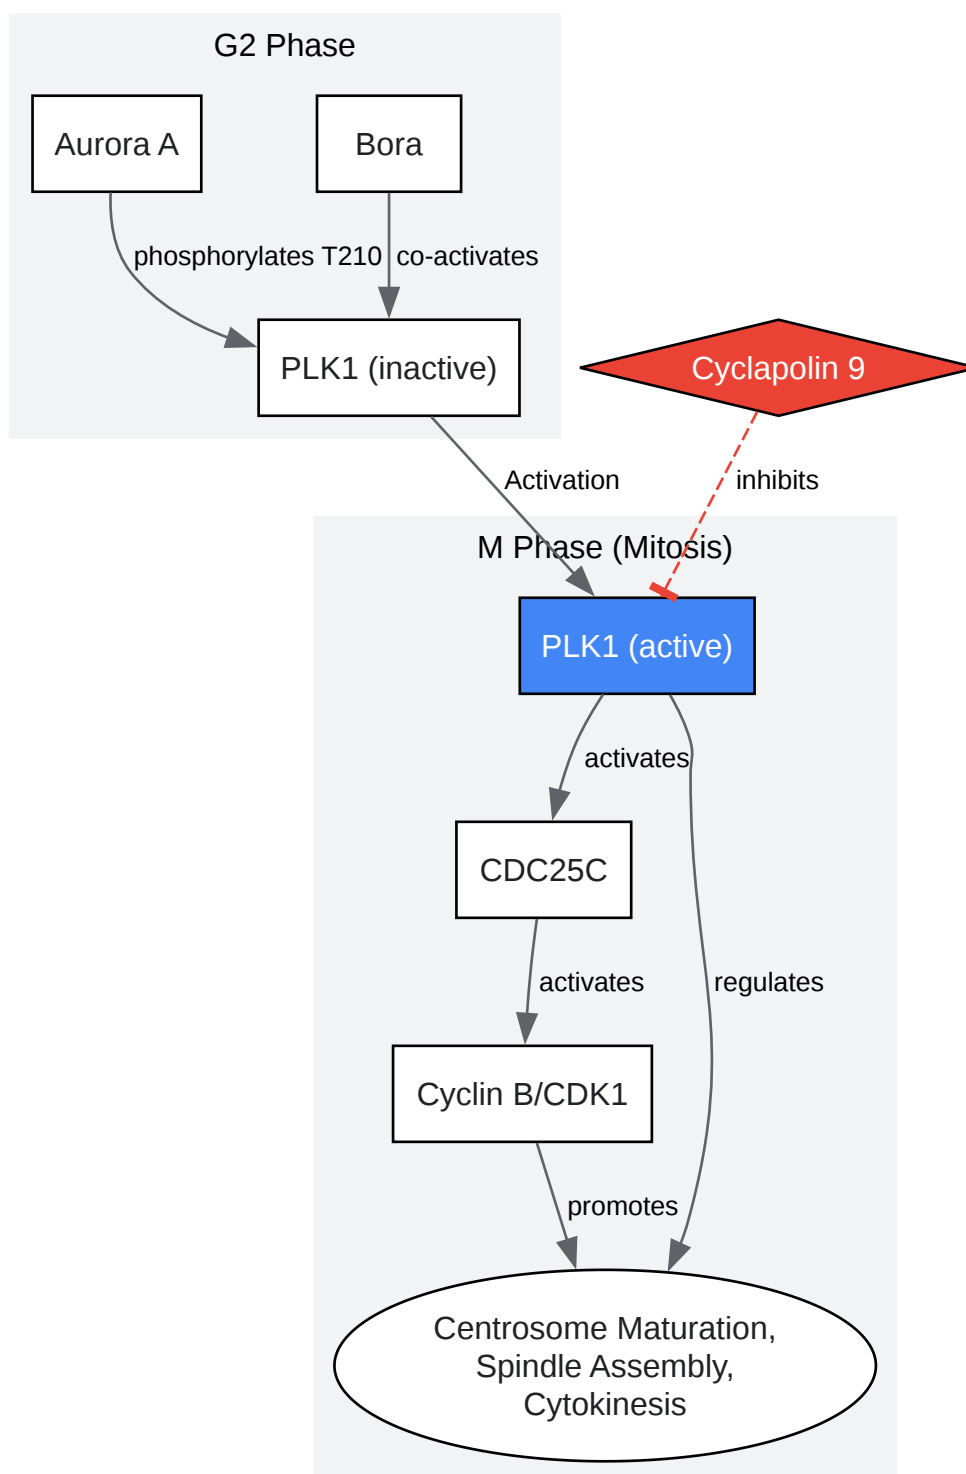 G2 Phase
Aurora A
Bora
phosphorylates T210
co-activates
PLK1 (inactive)
Cyclapolin 9
Activation
inhibits
M Phase (Mitosis)
PLK1 (active)
activates
CDC25C
activates
regulates
Cyclin B/CDK1
promotes
Centrosome Maturation,
Spindle Assembly,
Cytokinesis